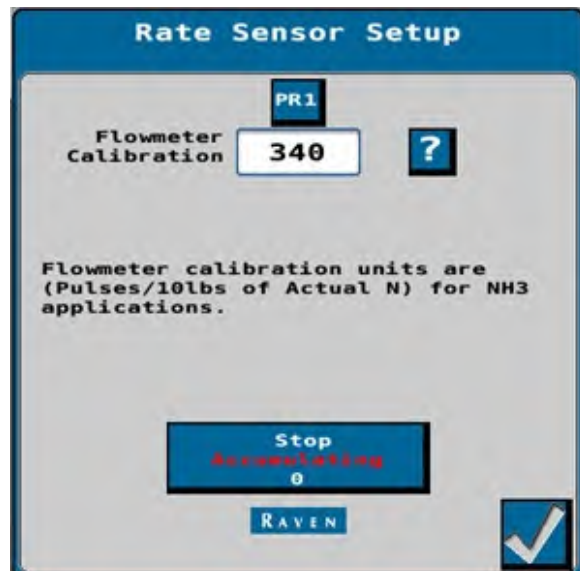 Rate Sensor Setup
PR1
Flowmeter
Calibration
340
?
Flowmeter calibration units are
(Pulses/10lbs of Actual N) for NH3
applications.
Stop
Accumulating
0
RAVEN